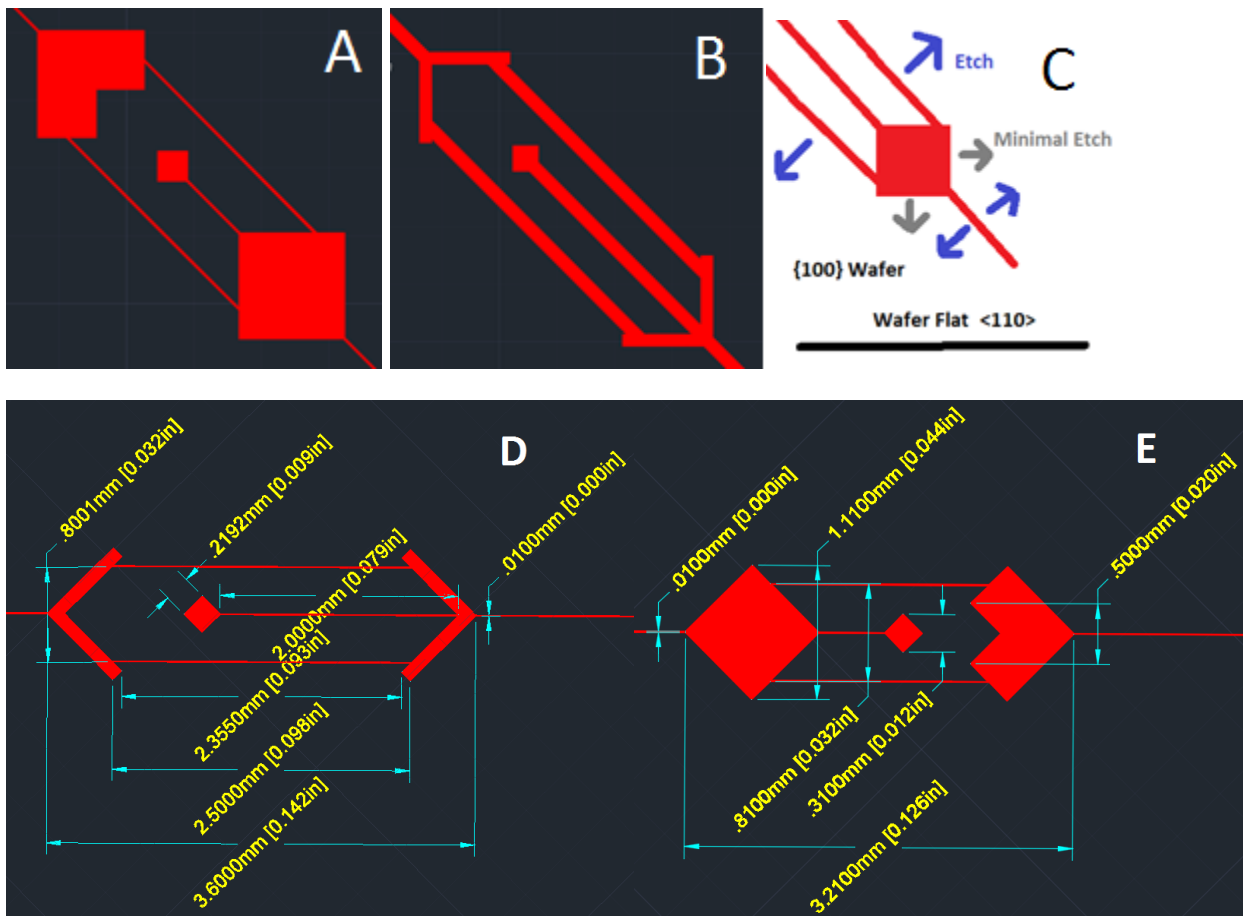 A
B
C
Etch
Minimal Etch
{100} Wafer
Wafer Flat <110>
D
.8001mm [0.032in]
.2192mm [0.009in]
.0100mm [0.000in]
2.0000mm [0.079in]
2.3550mm [0.093in]
2.5000mm [0.098in]
3.6000mm [0.142in]
E
.0100mm [0.000in]
1.1100mm [0.044in]
.5000mm [0.020in]
.8100mm [0.032in]
.3100mm [0.012in]
3.2100mm [0.126in]